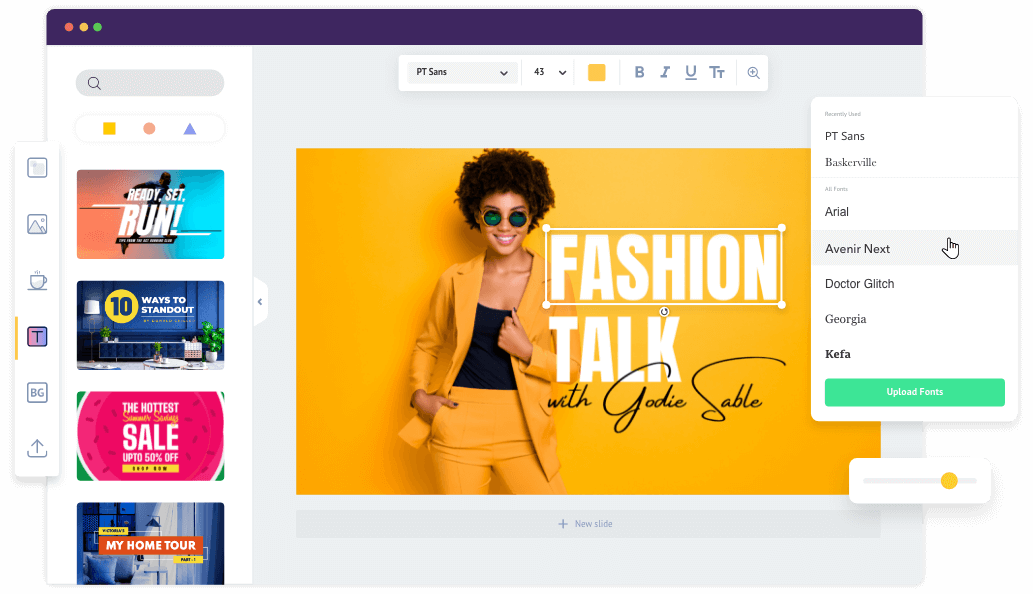 PT Sans
43
B I U TT
Recently Used
PT Sans
Baskerville
All Fonts
Arial
Avenir Next
Doctor Glitch
Georgia
Kefa
Upload Fonts
T
BG
READY, SET,
RUN!
TIPS FROM THE
RUNNING CLUB
10 WAYS TO
STANDOUT
THE HOTTEST
Summer Savings
SALE
UPTO 50% OFF
SHOP NOW
VICTORIA'S
MY HOME TOUR
PART - 1
FASHION
TALK
with Godie Sable
New slide